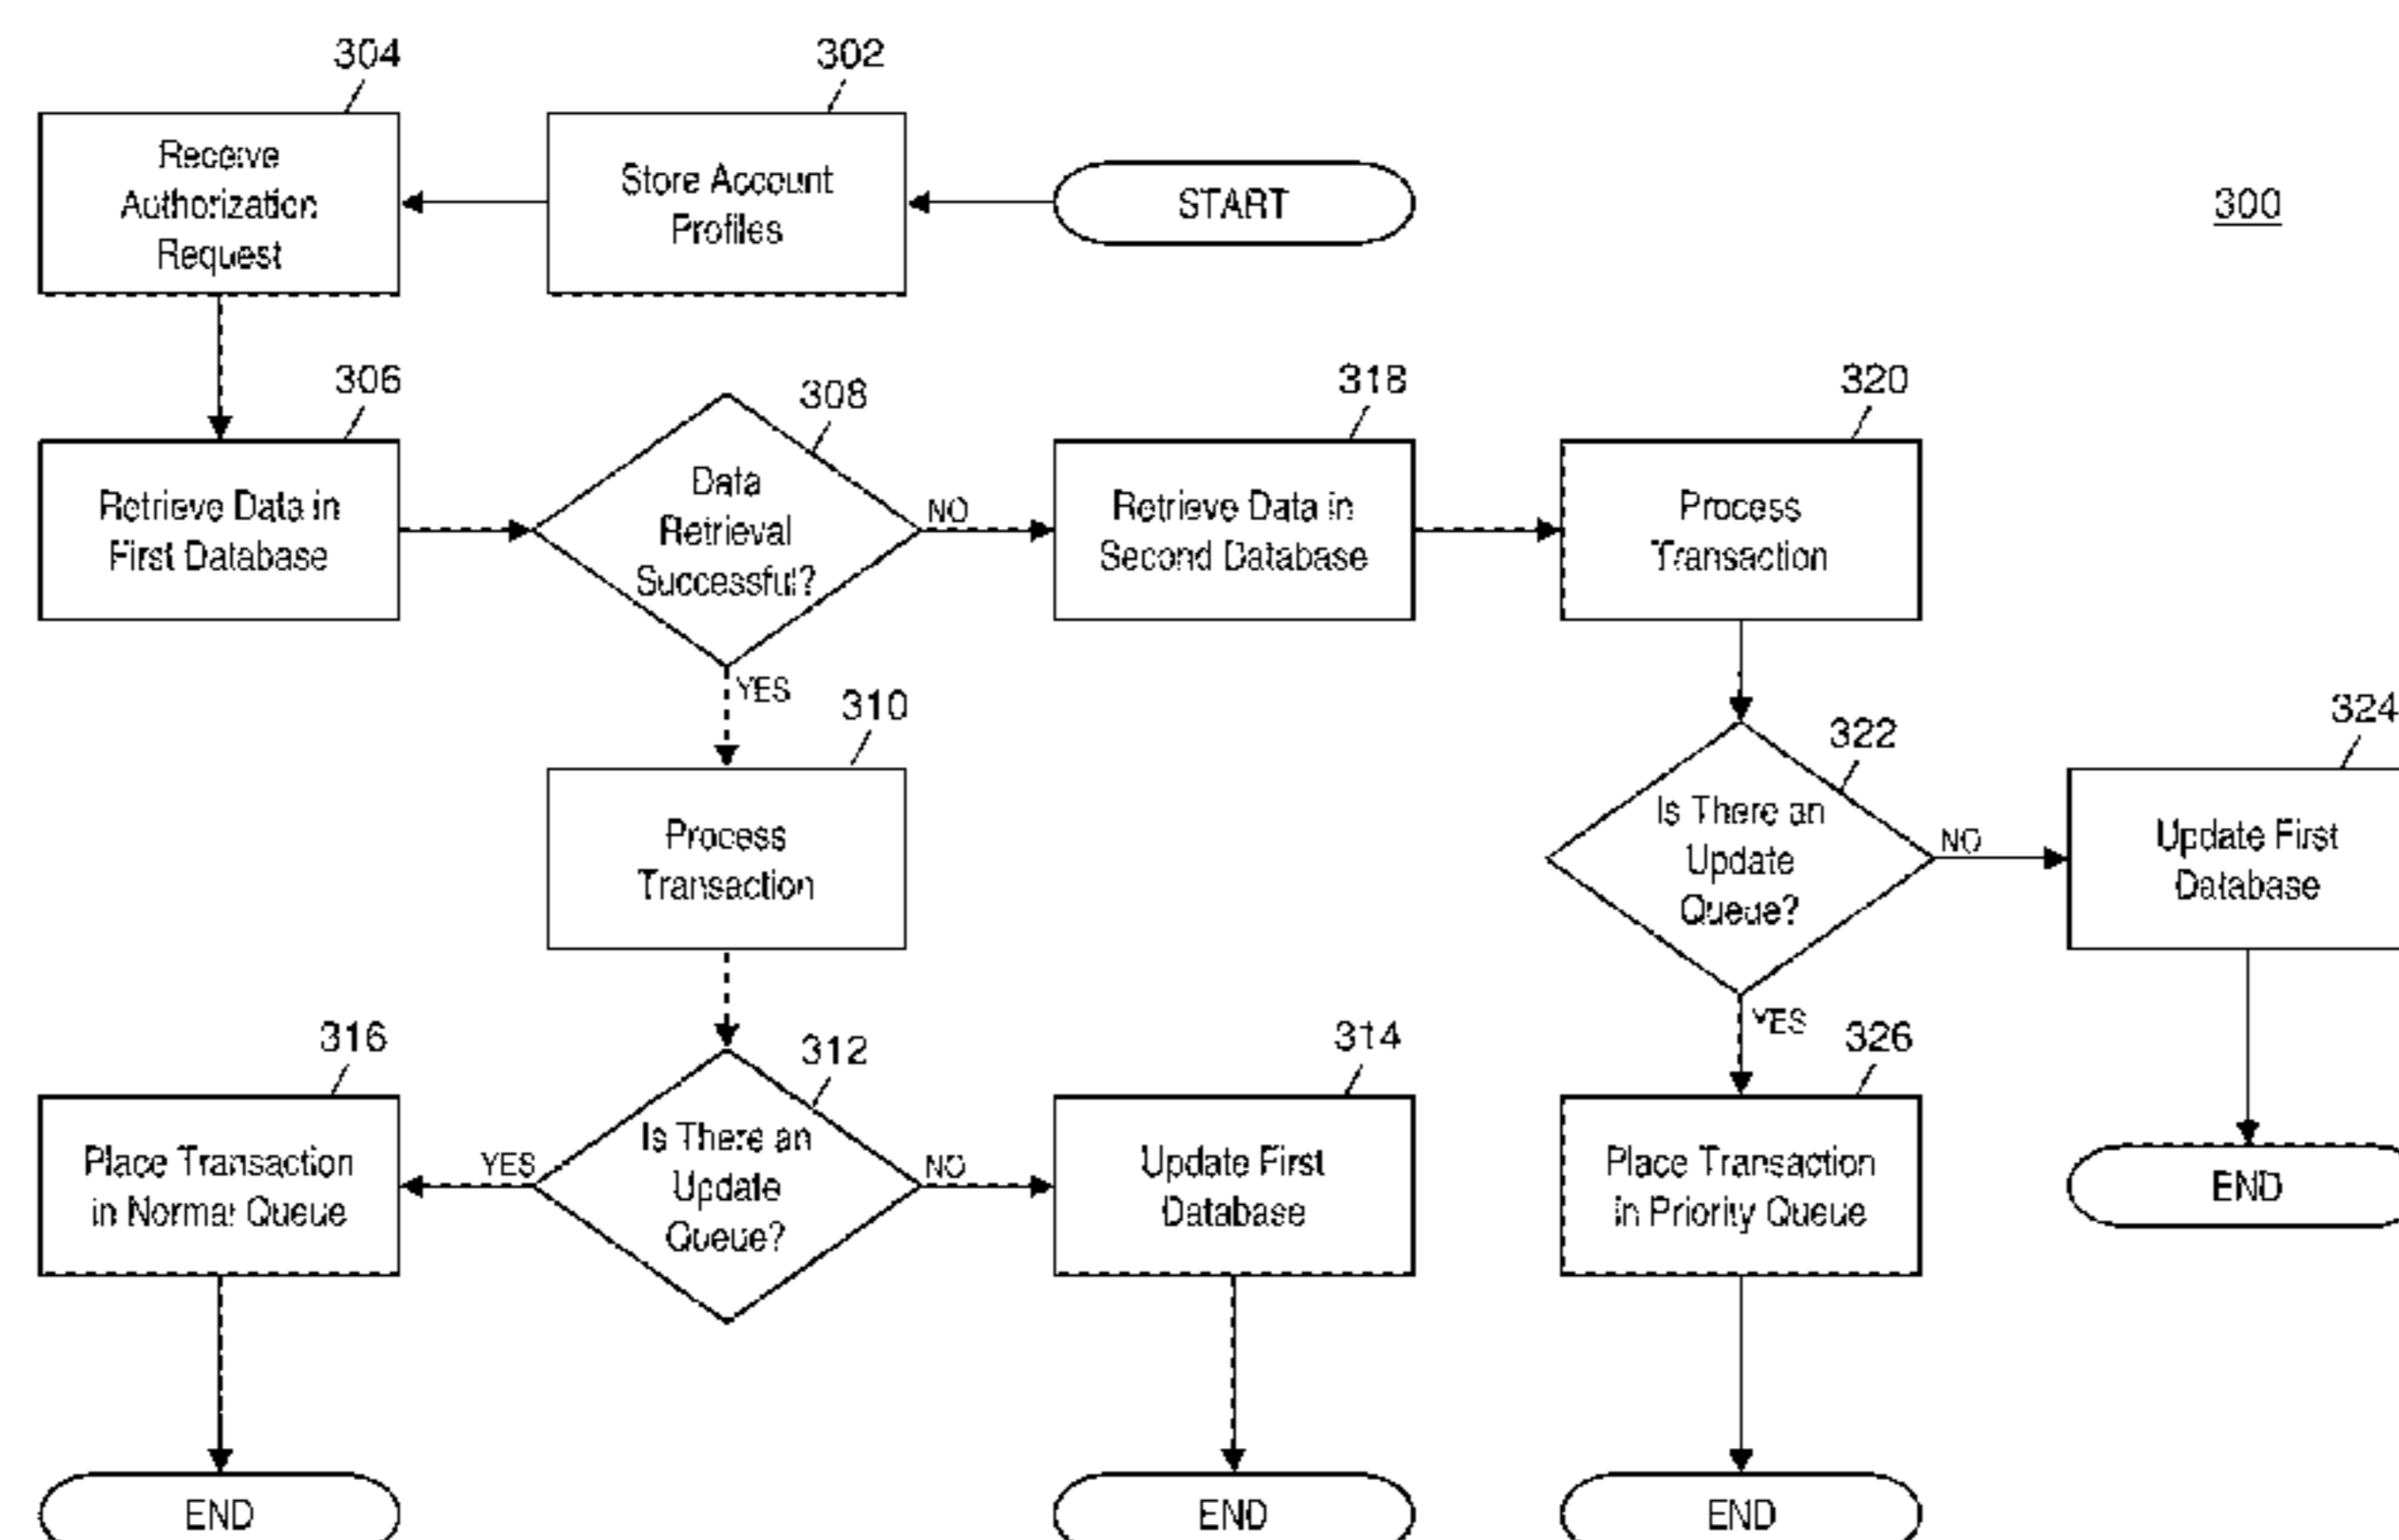 304
302
Receive
Authorization
Request
Store Account
Profiles
START
300
306
308
318
320
Retrieve Data in
First Database
Data
Retrieval
Successful?
NO
Retrieve Data in
Second Database
Process
Transaction
YES
310
322
324
Process
Transaction
Is There an
Update
Queue?
NO
Update First
Database
YES
316
312
314
326
Place Transaction
in Normal Queue
YES
Is There an
Update
Queue?
NO
Update First
Database
Place Transaction
in Priority Queue
END
END
END
END